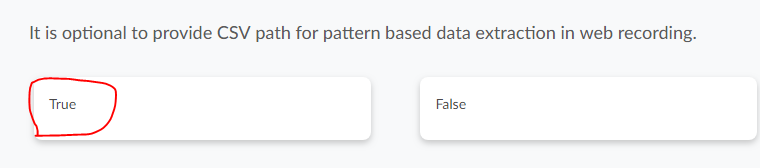 It is optional to provide CSV path for pattern based data extraction in web recording.
True
False